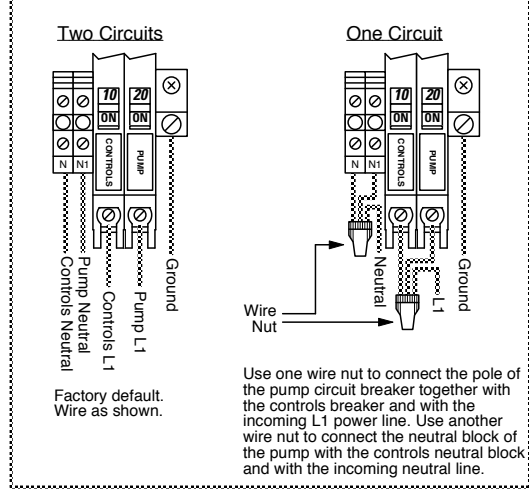 Two Circuits
10
20
ON
ON
CONTROLS
PUMP
N
N1
Controls Neutral
Pump Neutral
Controls L1
Pump L1
Ground
Factory default.
Wire as shown.
One Circuit
10
20
ON
ON
CONTROLS
PUMP
N
N1
Neutral
L1
Ground
Wire
Nut
Use one wire nut to connect the pole of
the pump circuit breaker together with
the controls breaker and with the
incoming L1 power line. Use another
wire nut to connect the neutral block of
the pump with the controls neutral block
and with the incoming neutral line.